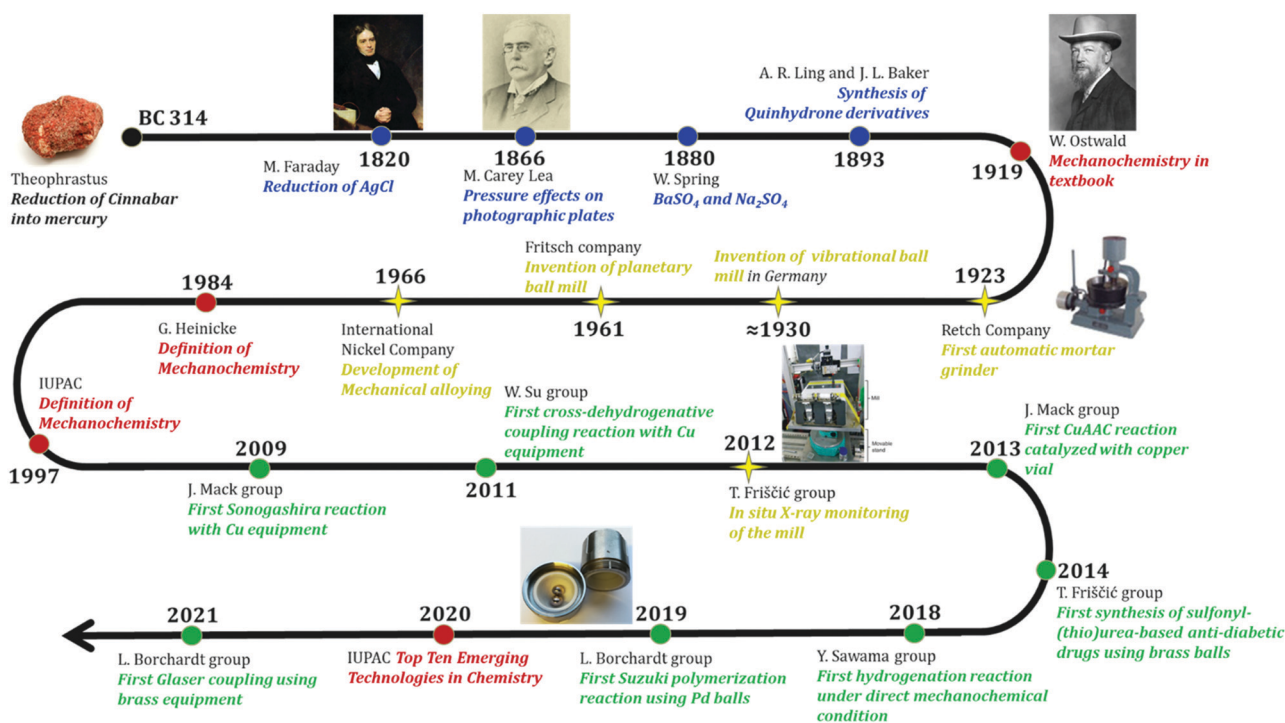 BC 314
Theophrastus
Reduction of Cinnabar
into mercury
1820
M. Faraday
Reduction of AgCl
1866
M. Carey Lea
Pressure effects on
photographic plates
1880
W. Spring
BaSO₄ and Na₂SO₄
A. R. Ling and J. L. Baker
Synthesis of
Quinhydrone derivatives
1893
1919
W. Ostwald
Mechanochemistry in
textbook
1923
Retch Company
First automatic mortar
grinder
Invention of vibrational ball
mill in Germany
≈1930
Fritsch company
Invention of planetary
ball mill
1961
1966
International
Nickel Company
Development of
Mechanical alloying
1984
G. Heinicke
Definition of
Mechanochemistry
IUPAC
Definition of
Mechanochemistry
1997
2009
J. Mack group
First Sonogashira reaction
with Cu equipment
W. Su group
First cross-dehydrogenative
coupling reaction with Cu
equipment
2011
2012
T. Friščić group
In situ X-ray monitoring
of the mill
Mill
Movable
stand
J. Mack group
First CuAAC reaction
catalyzed with copper
vial
2013
2014
T. Friščić group
First synthesis of sulfonyl-
(thio)urea-based anti-diabetic
drugs using brass balls
2018
Y. Sawama group
First hydrogenation reaction
under direct mechanochemical
condition
2019
L. Borchardt group
First Suzuki polymerization
reaction using Pd balls
2020
IUPAC Top Ten Emerging
Technologies in Chemistry
2021
L. Borchardt group
First Glaser coupling using
brass equipment